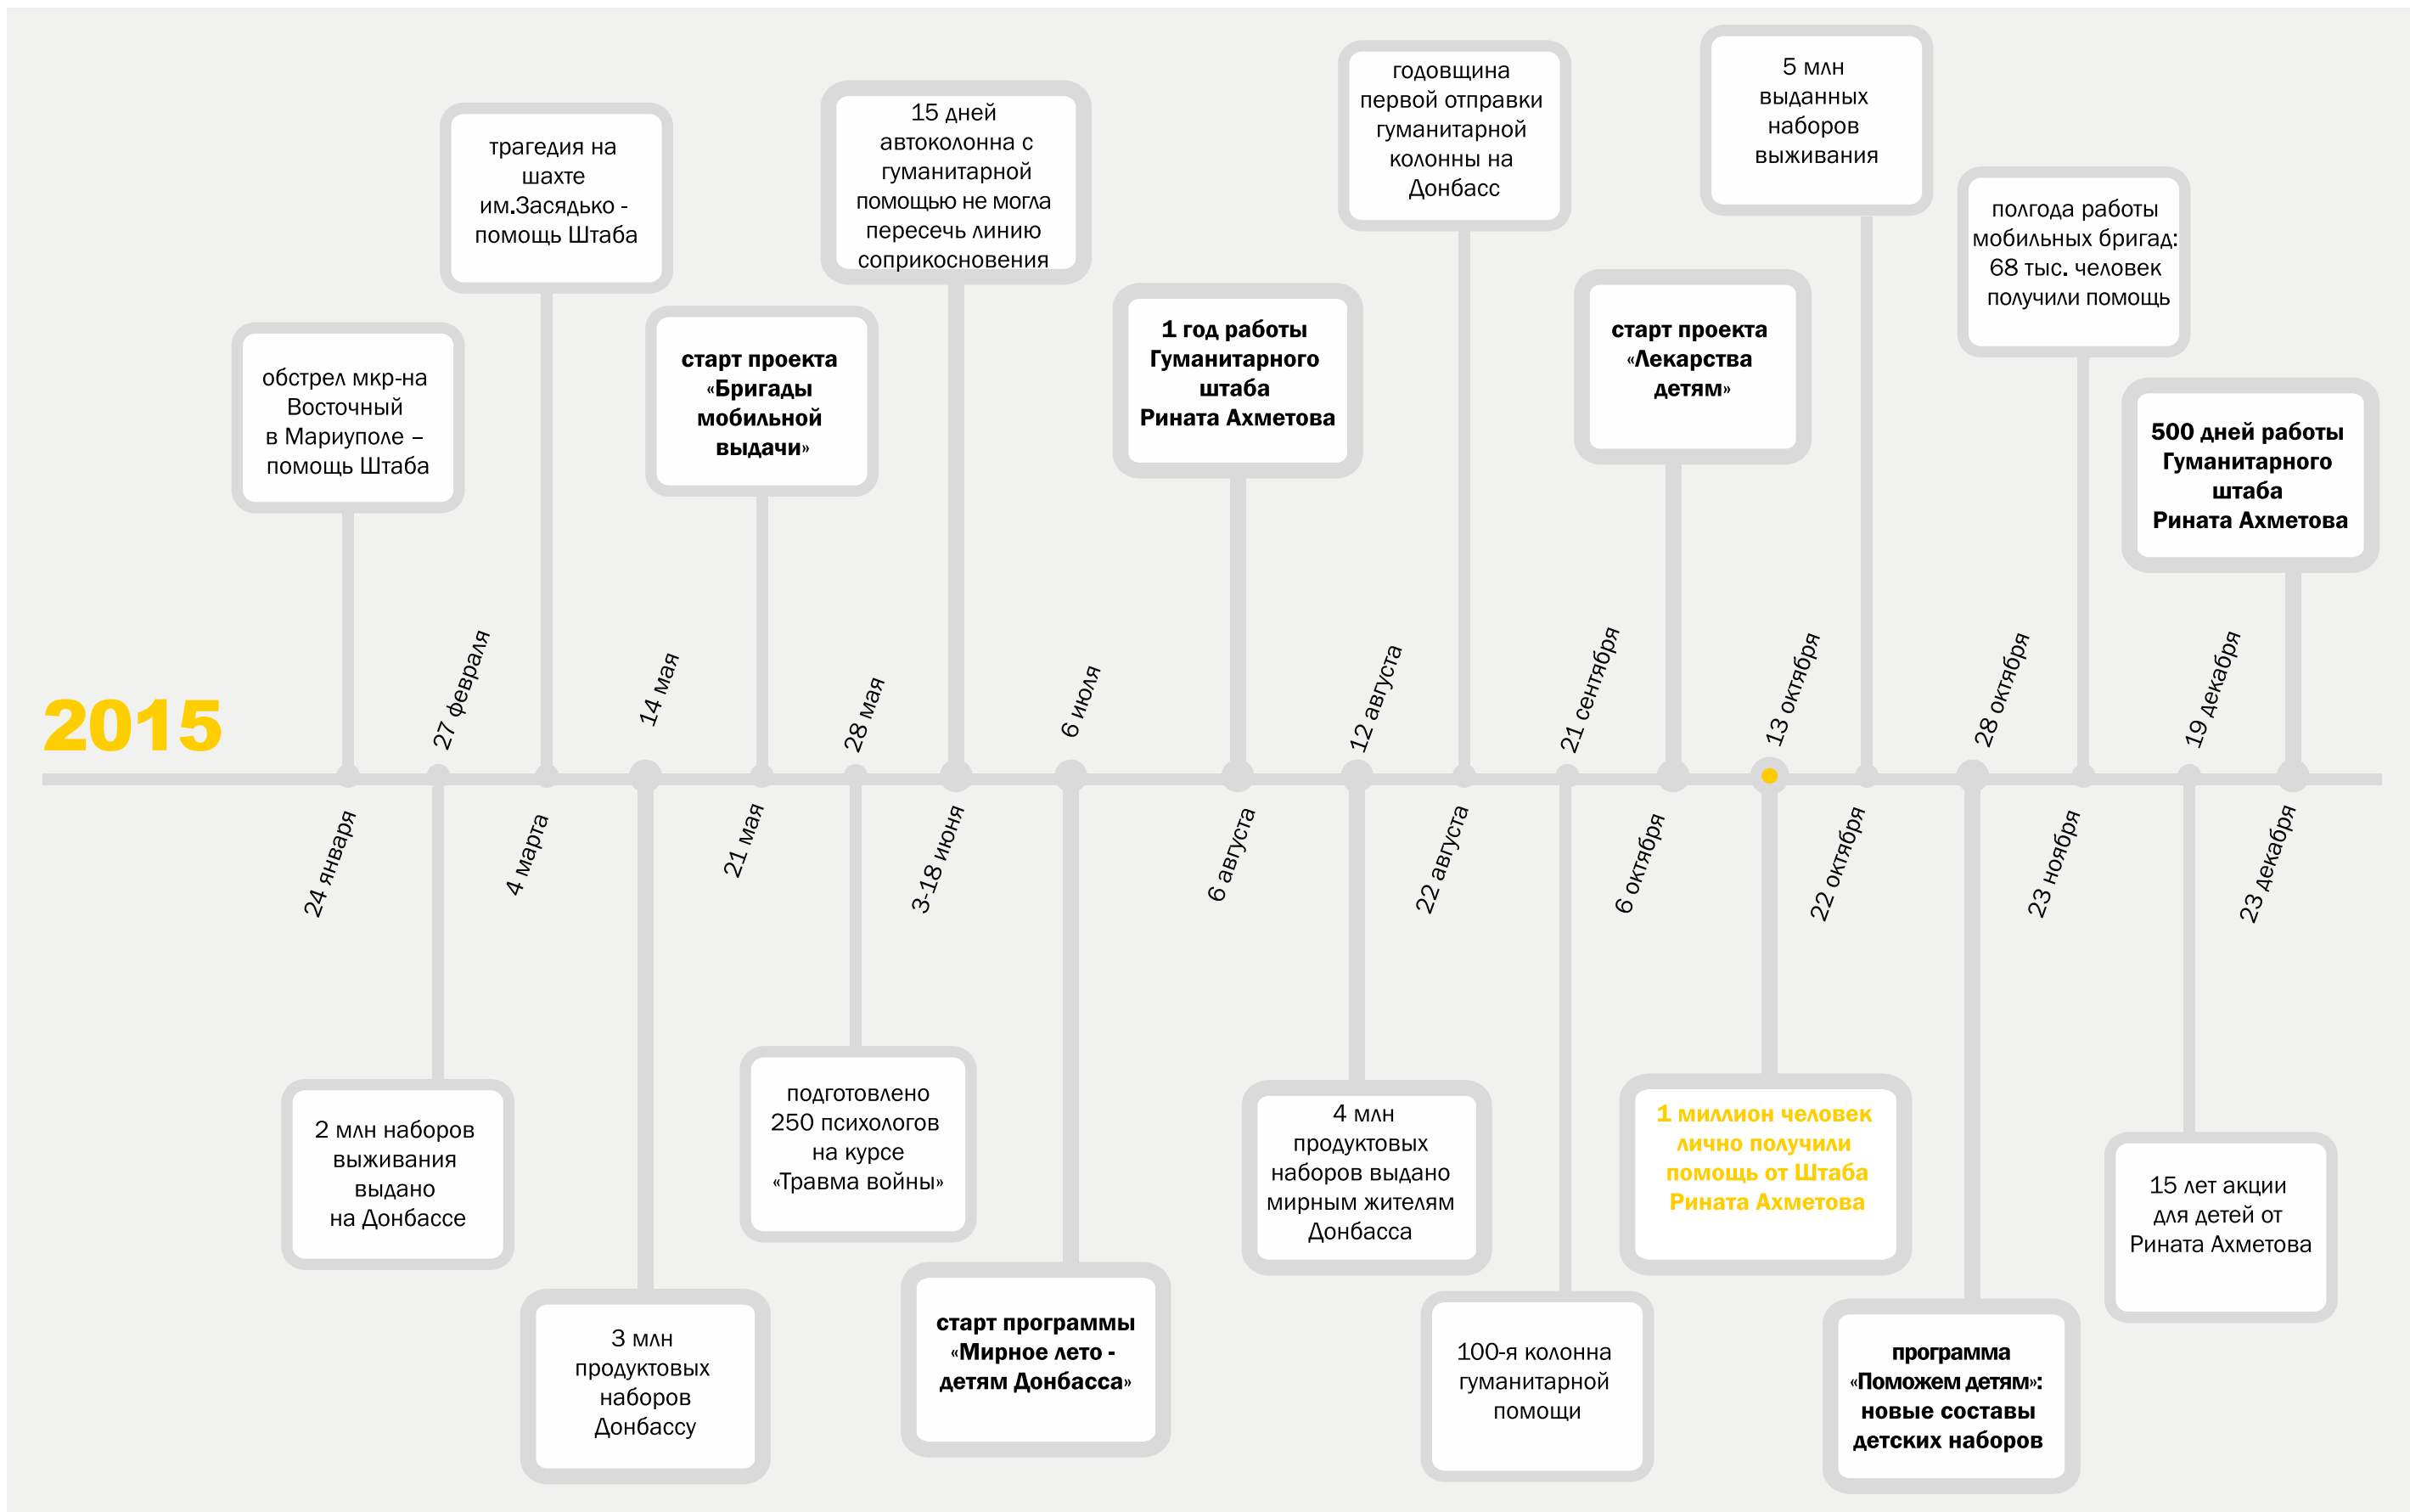 годовщина
первой отправки
гуманитарной
колонны на
Донбасс
5 млн
выданных
наборов
выживания
15 дней
автоколонна с
гуманитарной
помощью не могла
пересечь линию
соприкосновения
трагедия на
шахте
им.Засядько -
помощь Штаба
полгода работы
мобильных бригад:
68 тыс. человек
получили помощь
1 год работы
Гуманитарного
штаба
Рината Ахметова
старт проекта
«Лекарства
детям»
старт проекта
«Бригады
мобильной
выдачи»
обстрел мкр-на
Восточный
в Мариуполе –
помощь Штаба
500 дней работы
Гуманитарного
штаба
Рината Ахметова
2015
27 февраля
14 мая
28 мая
6 июля
12 августа
21 сентября
13 октября
28 октября
19 декабря
24 января
4 марта
21 мая
3-18 июня
6 августа
22 августа
6 октября
22 октября
23 ноября
23 декабря
2 млн наборов
выживания
выдано
на Донбассе
подготовлено
250 психологов
на курсе
«Травма войны»
4 млн
продуктовых
наборов выдано
мирным жителям
Донбасса
1 миллион человек
лично получили
помощь от Штаба
Рината Ахметова
15 лет акции
для детей от
Рината Ахметова
3 млн
продуктовых
наборов
Донбассу
старт программы
«Мирное лето -
детям Донбасса»
100-я колонна
гуманитарной
помощи
программа
«Поможем детям»:
новые составы
детских наборов